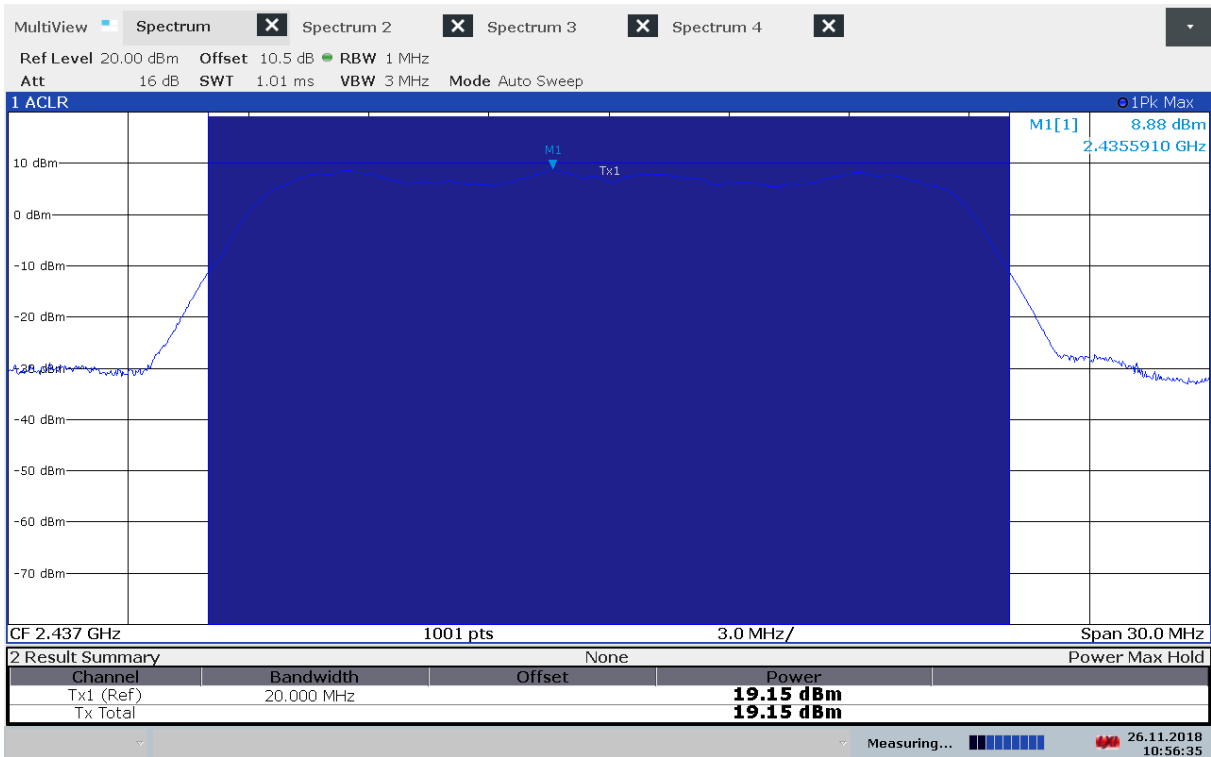 MultiView Spectrum X Spectrum 2 X Spectrum 3 X Spectrum 4 X
Ref Level 20.00 dBm Offset 10.5 dB RBW 1 MHz
Att 16 dB SWT 1.01 ms VBW 3 MHz Mode Auto Sweep
1 ACLR 1Pk Max
M1[1] 8.88 dBm
2.4355910 GHz
M1
10 dBm
Tx1
0 dBm
-10 dBm
-20 dBm
-40 dBm
-50 dBm
-60 dBm
-70 dBm
CF 2.437 GHz 1001 pts 3.0 MHz/ Span 30.0 MHz
2 Result Summary None Power Max Hold
Channel Bandwidth Offset Power
Tx1 (Ref) 20.000 MHz 19.15 dBm
Tx Total 19.15 dBm
Measuring... 26.11.2018
10:56:35